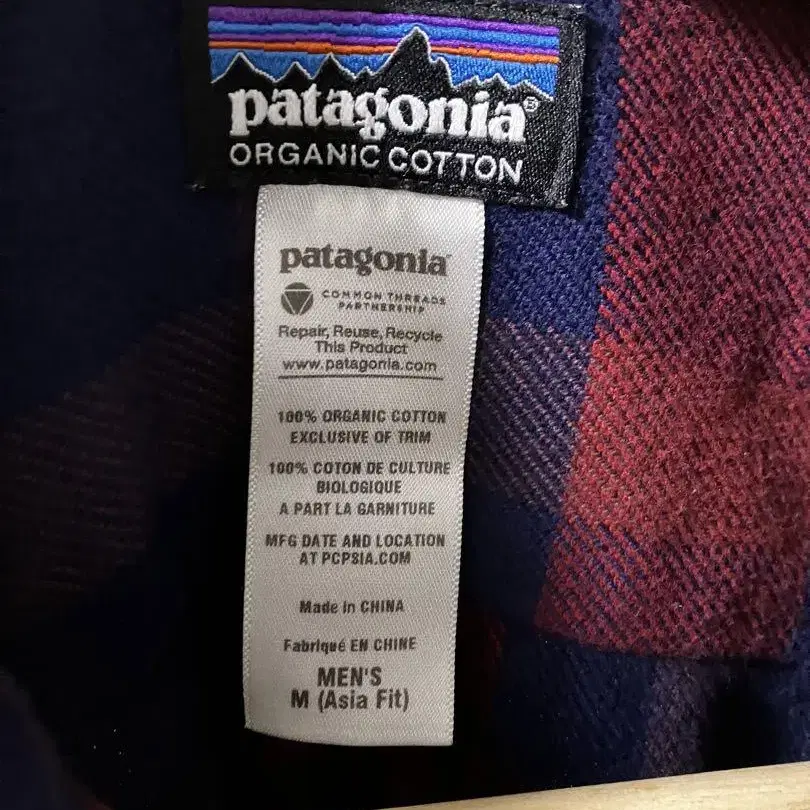 patagonia®
ORGANIC COTTON
patagonia
COMMON THREADS
PARTNERSHIP
Repair, Reuse, Recycle
This Product
www.patagonia.com
100% ORGANIC COTTON
EXCLUSIVE OF TRIM
100% COTON DE CULTURE
BIOLOGIQUE
A PART LA GARNITURE
MFG DATE AND LOCATION
AT PCPSIA.COM
Made in CHINA
Fabriqué EN CHINE
MEN'S
M (Asia Fit)